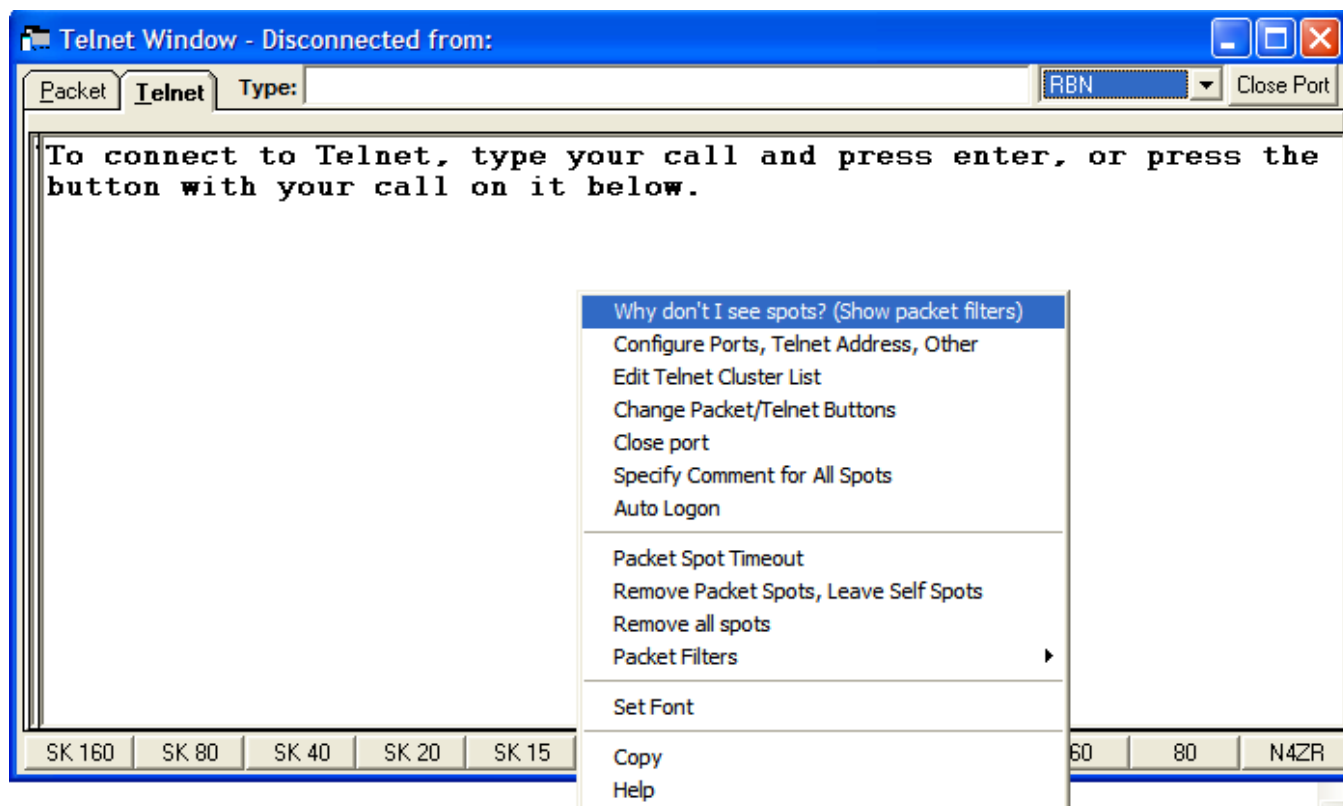 Telnet Window - Disconnected from:
Packet Telnet Type: RBN Close Port
To connect to Telnet, type your call and press enter, or press the
button with your call on it below.
Why don't I see spots? (Show packet filters)
Configure Ports, Telnet Address, Other
Edit Telnet Cluster List
Change Packet/Telnet Buttons
Close port
Specify Comment for All Spots
Auto Logon
Packet Spot Timeout
Remove Packet Spots, Leave Self Spots
Remove all spots
Packet Filters
Set Font
Copy
Help
SK 160 SK 80 SK 40 SK 20 SK 15 60 80 N4ZR